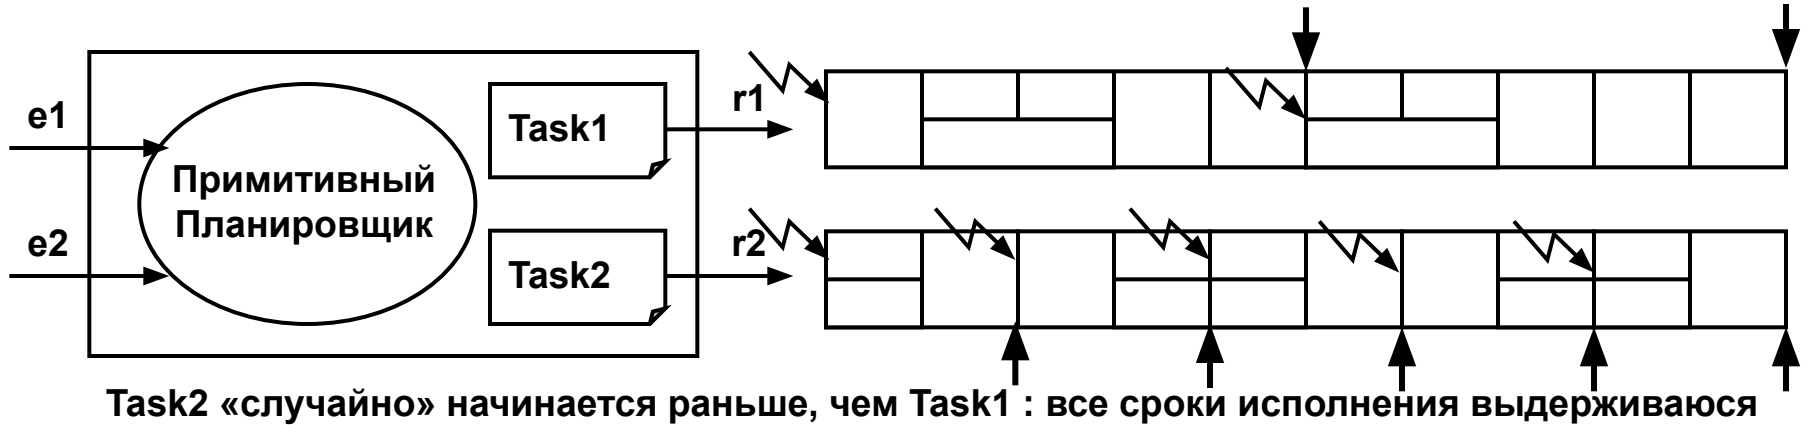 e1
e2
Примитивный
Планировщик
Task1
Task2
r1
r2
Task2 «случайно» начинается раньше, чем Task1 : все сроки исполнения выдерживаюся